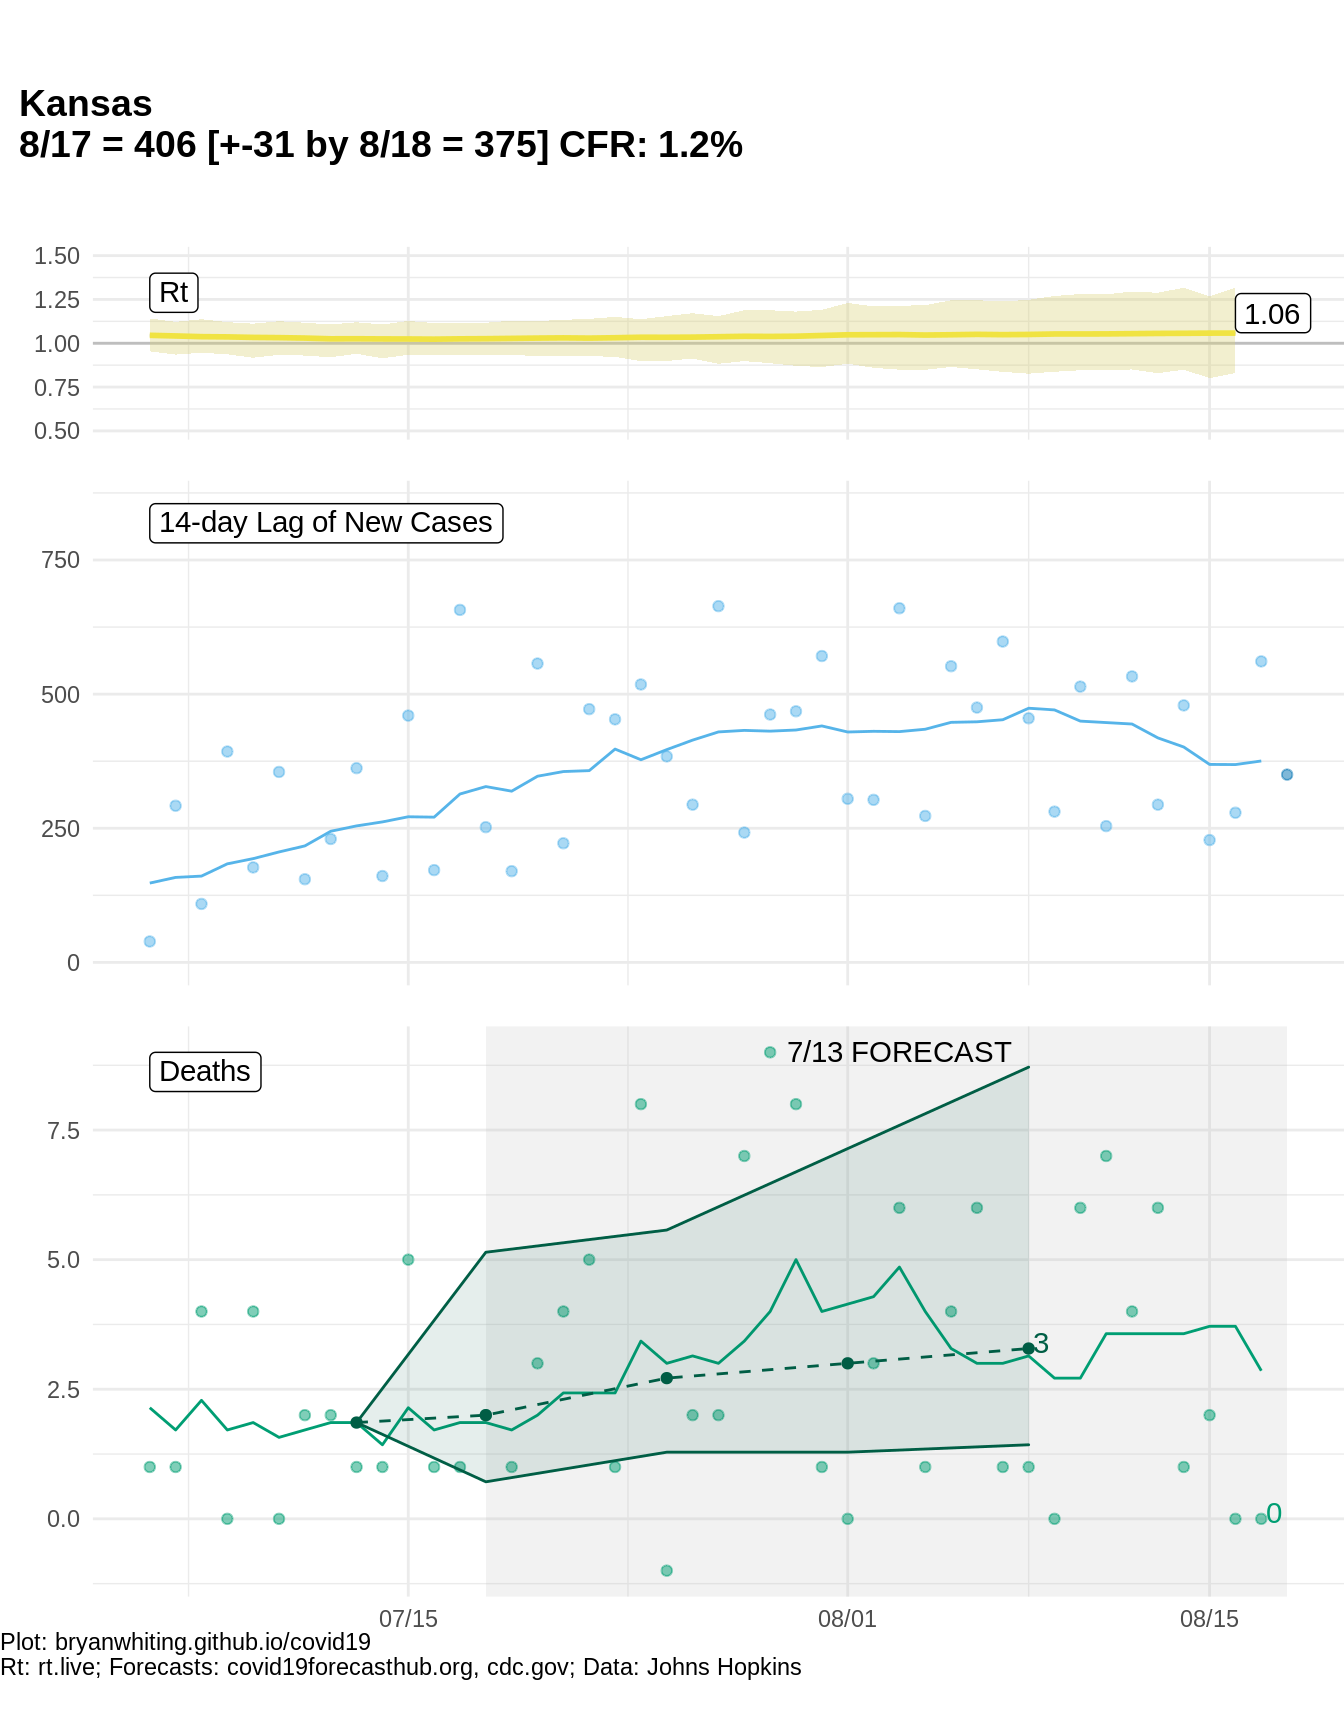 Kansas
8/17 = 406 [+-31 by 8/18 = 375] CFR: 1.2%
1.50
Rt
1.25
1.06
1.00
0.75
0.50
14-day Lag of New Cases
750
500
250
0
7/13 FORECAST
Deaths
7.5
5.0
3
2.5
0
0.0
07/15
08/01
08/15
Plot: bryanwhiting.github.io/covid19
Rt: rt.live; Forecasts: covid19forecasthub.org, cdc.gov; Data: Johns Hopkins